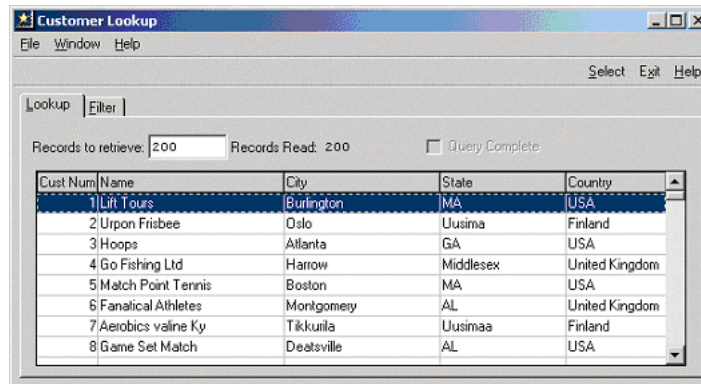 Customer Lookup
File Window Help
Select Exit Help
Lookup Filter
Records to retrieve: 200 Records Read: 200 Query Complete
Cust Num Name City State Country
1 Lift Tours Burlington MA USA
2 Urpon Frisbee Oslo Uusima Finland
3 Hoops Atlanta GA USA
4 Go Fishing Ltd Harrow Middlesex United Kingdom
5 Match Point Tennis Boston MA USA
6 Fanatical Athletes Montgomery AL United Kingdom
7 Aerobics valine Ky Tikkurila Uusimaa Finland
8 Game Set Match Deatsville AL USA